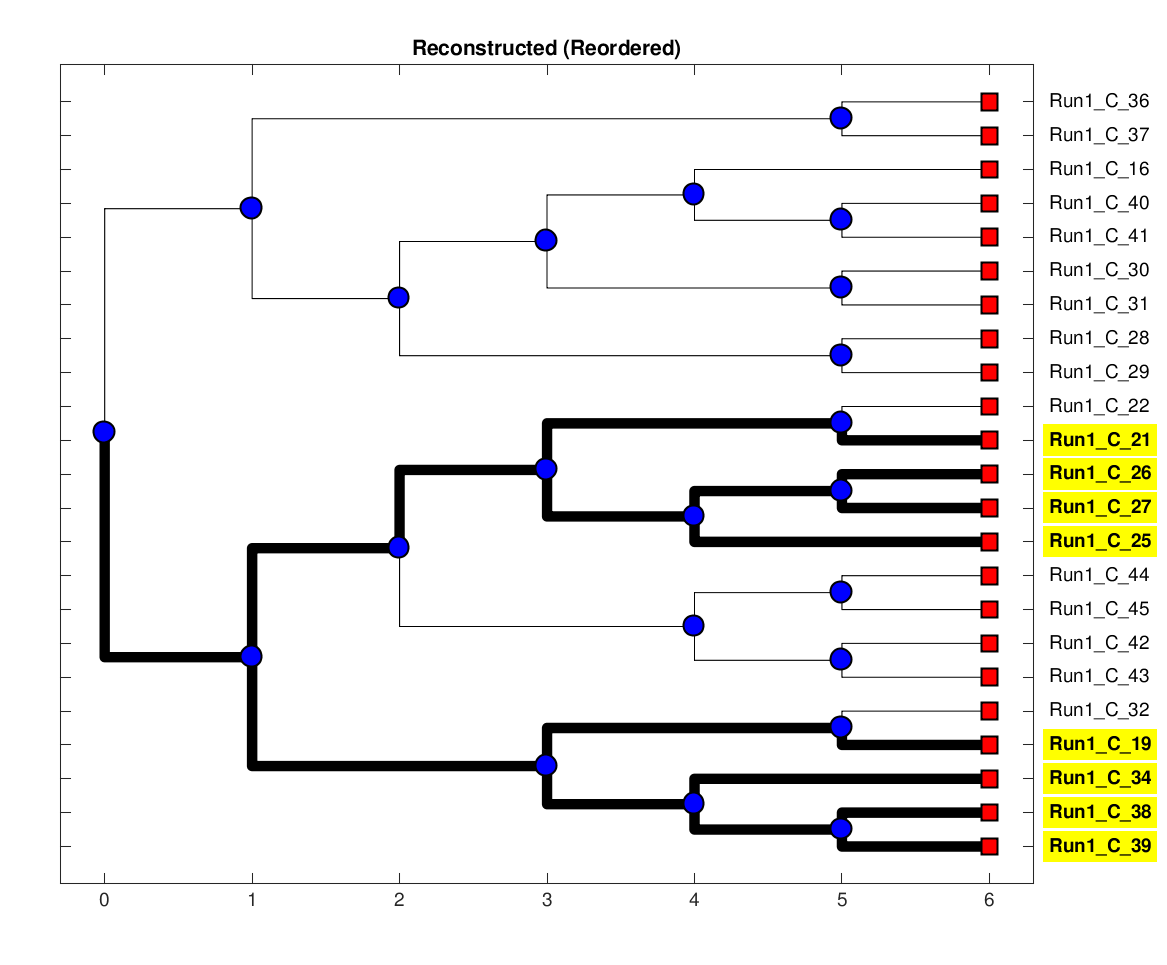 Reconstructed (Reordered)
Run1_C_36
Run1_C_37
Run1_C_16
Run1_C_40
Run1_C_41
Run1_C_30
Run1_C_31
Run1_C_28
Run1_C_29
Run1_C_22
Run1_C_21
Run1_C_26
Run1_C_27
Run1_C_25
Run1_C_44
Run1_C_45
Run1_C_42
Run1_C_43
Run1_C_32
Run1_C_19
Run1_C_34
Run1_C_38
Run1_C_39
0 1 2 3 4 5 6